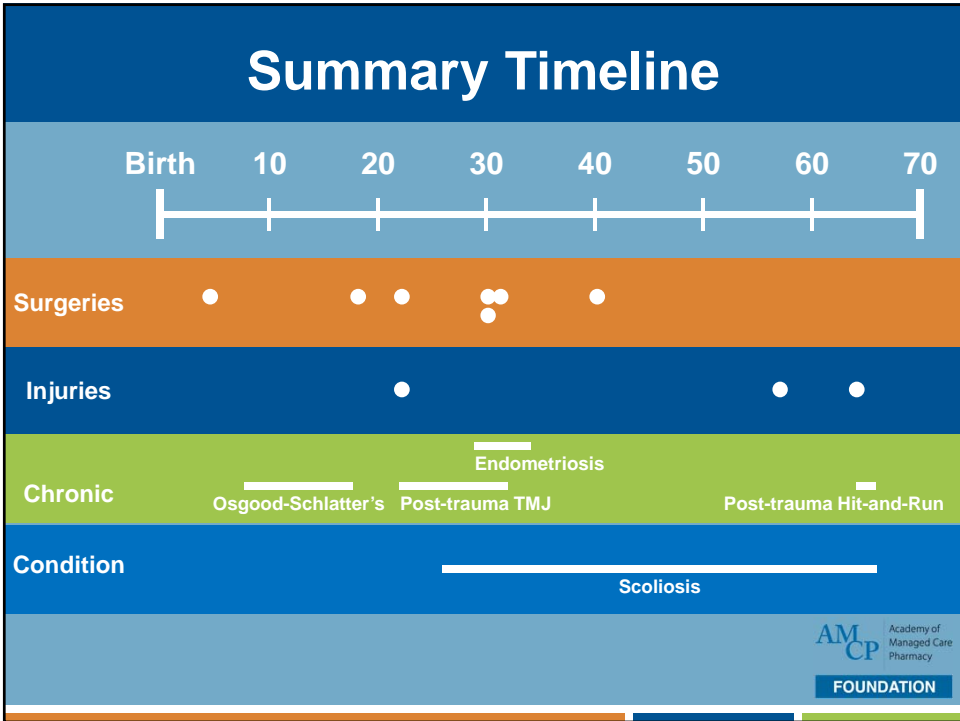 Summary Timeline
Birth 10 20 30 40 50 60 70
Surgeries
Injuries
Endometriosis
Chronic
Osgood-Schlatter's Post-trauma TMJ Post-trauma Hit-and-Run
Condition
Scoliosis
AMCP
Academy of
Managed Care
Pharmacy
FOUNDATION